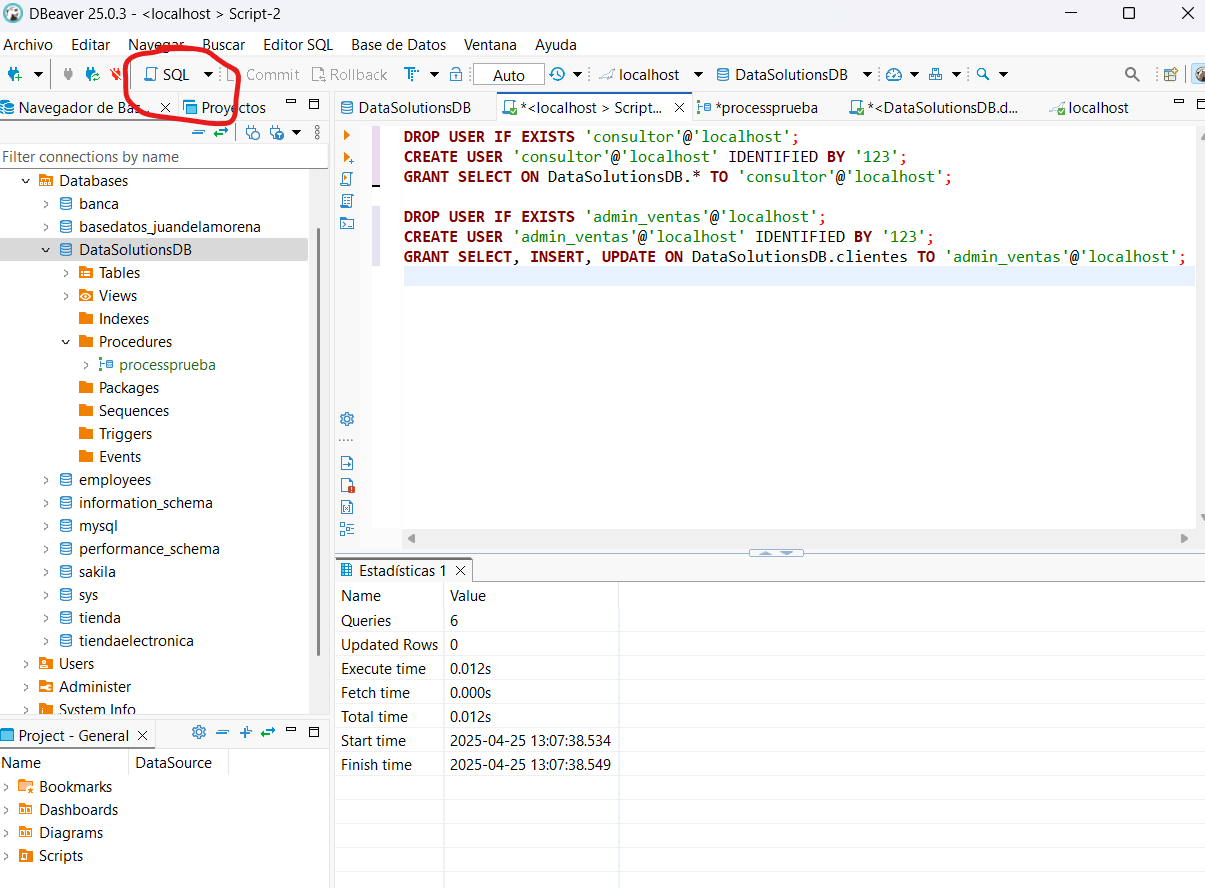 DBeaver 25.0.3 - <localhost > Script-2
Archivo Editar Navegar Buscar Editor SQL Base de Datos Ventana Ayuda
SQL Commit Rollback Auto localhost DataSolutionsDB
Navegador de Bas... Proyectos
Filter connections by name
Databases
banca
basedatos_juandelamorena
DataSolutionsDB
Tables
Views
Indexes
Procedures
processprueba
Packages
Sequences
Triggers
Events
employees
information_schema
mysql
performance_schema
sakila
sys
tienda
tiendaelectronica
Users
Administer
System Info
Project - General
Name DataSource
Bookmarks
Dashboards
Diagrams
Scripts
DataSolutionsDB *<localhost > Script... *processprueba *<DataSolutionsDB.d... localhost
DROP USER IF EXISTS 'consultor'@'localhost';
CREATE USER 'consultor'@'localhost' IDENTIFIED BY '123';
GRANT SELECT ON DataSolutionsDB.* TO 'consultor'@'localhost';
DROP USER IF EXISTS 'admin_ventas'@'localhost';
CREATE USER 'admin_ventas'@'localhost' IDENTIFIED BY '123';
GRANT SELECT, INSERT, UPDATE ON DataSolutionsDB.clientes TO 'admin_ventas'@'localhost';
Estadísticas 1
Name Value
Queries 6
Updated Rows 0
Execute time 0.012s
Fetch time 0.000s
Total time 0.012s
Start time 2025-04-25 13:07:38.534
Finish time 2025-04-25 13:07:38.549